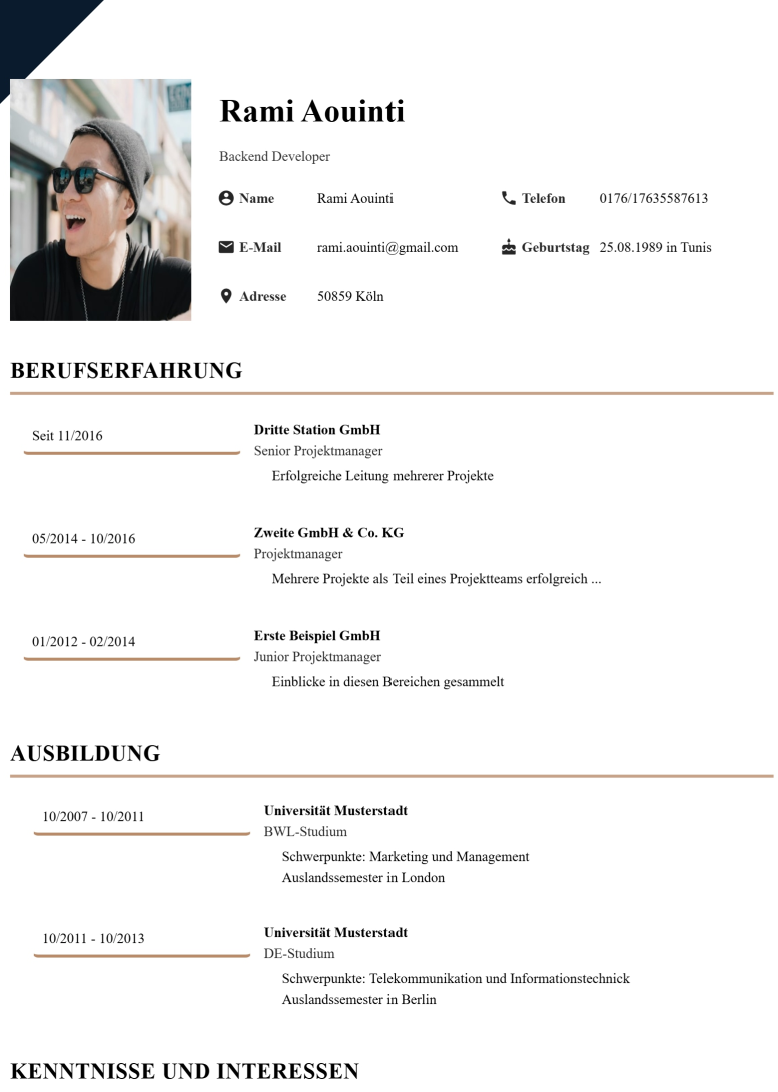 Rami Aouinti
Backend Developer
Name Rami Aouinti Telefon 0176/17635587613
E-Mail rami.aouinti@gmail.com Geburtstag 25.08.1989 in Tunis
Adresse 50859 Köln
BERUFSERFAHRUNG
Seit 11/2016
Dritte Station GmbH
Senior Projektmanager
Erfolgreiche Leitung mehrerer Projekte
05/2014 - 10/2016
Zweite GmbH & Co. KG
Projektmanager
Mehrere Projekte als Teil eines Projektteams erfolgreich ...
01/2012 - 02/2014
Erste Beispiel GmbH
Junior Projektmanager
Einblicke in diesen Bereichen gesammelt
AUSBILDUNG
10/2007 - 10/2011
Universität Musterstadt
BWL-Studium
Schwerpunkte: Marketing und Management
Auslandssemester in London
10/2011 - 10/2013
Universität Musterstadt
DE-Studium
Schwerpunkte: Telekommunikation und Informationstechnick
Auslandssemester in Berlin
KENNTNISSE UND INTERESSEN